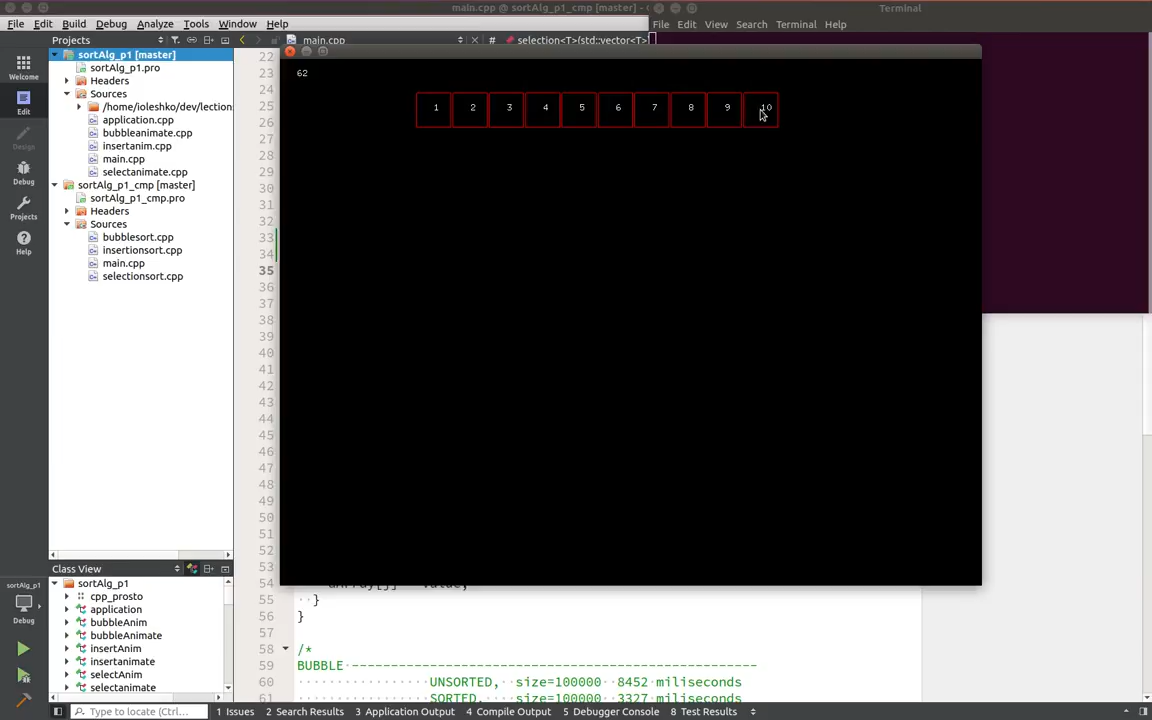 main.cpp @ sortAlg_p1_cmp [master] -
Terminal
File Edit Build Debug Analyze Tools Window Help
File Edit View Search Terminal Help
Projects
main.cpp
# selection<T>(std::vector<T>
Welcome
Edit
Design
Debug
Projects
Help
sortAlg_p1 [master]
sortAlg_p1.pro
Headers
Sources
/home/ioleshko/dev/lection
application.cpp
bubbleanimate.cpp
insertanim.cpp
main.cpp
selectanimate.cpp
sortAlg_p1_cmp [master]
sortAlg_p1_cmp.pro
Headers
Sources
bubblesort.cpp
insertionsort.cpp
main.cpp
selectionsort.cpp
62
1 2 3 4 5 6 7 8 9 10
22
23
24
25
26
27
28
29
30
31
32
33
34
35
36
37
38
39
40
41
42
43
44
45
46
47
48
49
50
51
52
53
54
55 }
56 }
57
58 /*
59 BUBBLE --------------------------------------------------
60 UNSORTED, size=100000 8452 miliseconds
61 SORTED, size=100000 3327 miliseconds
Class View
sortAlg_p1
cpp_prosto
application
bubbleAnim
bubbleAnimate
insertAnim
insertanimate
selectAnim
selectanimate
sortAlg_p1
Debug
Type to locate (Ctrl...
1 Issues 2 Search Results 3 Application Output 4 Compile Output 5 Debugger Console 8 Test Results